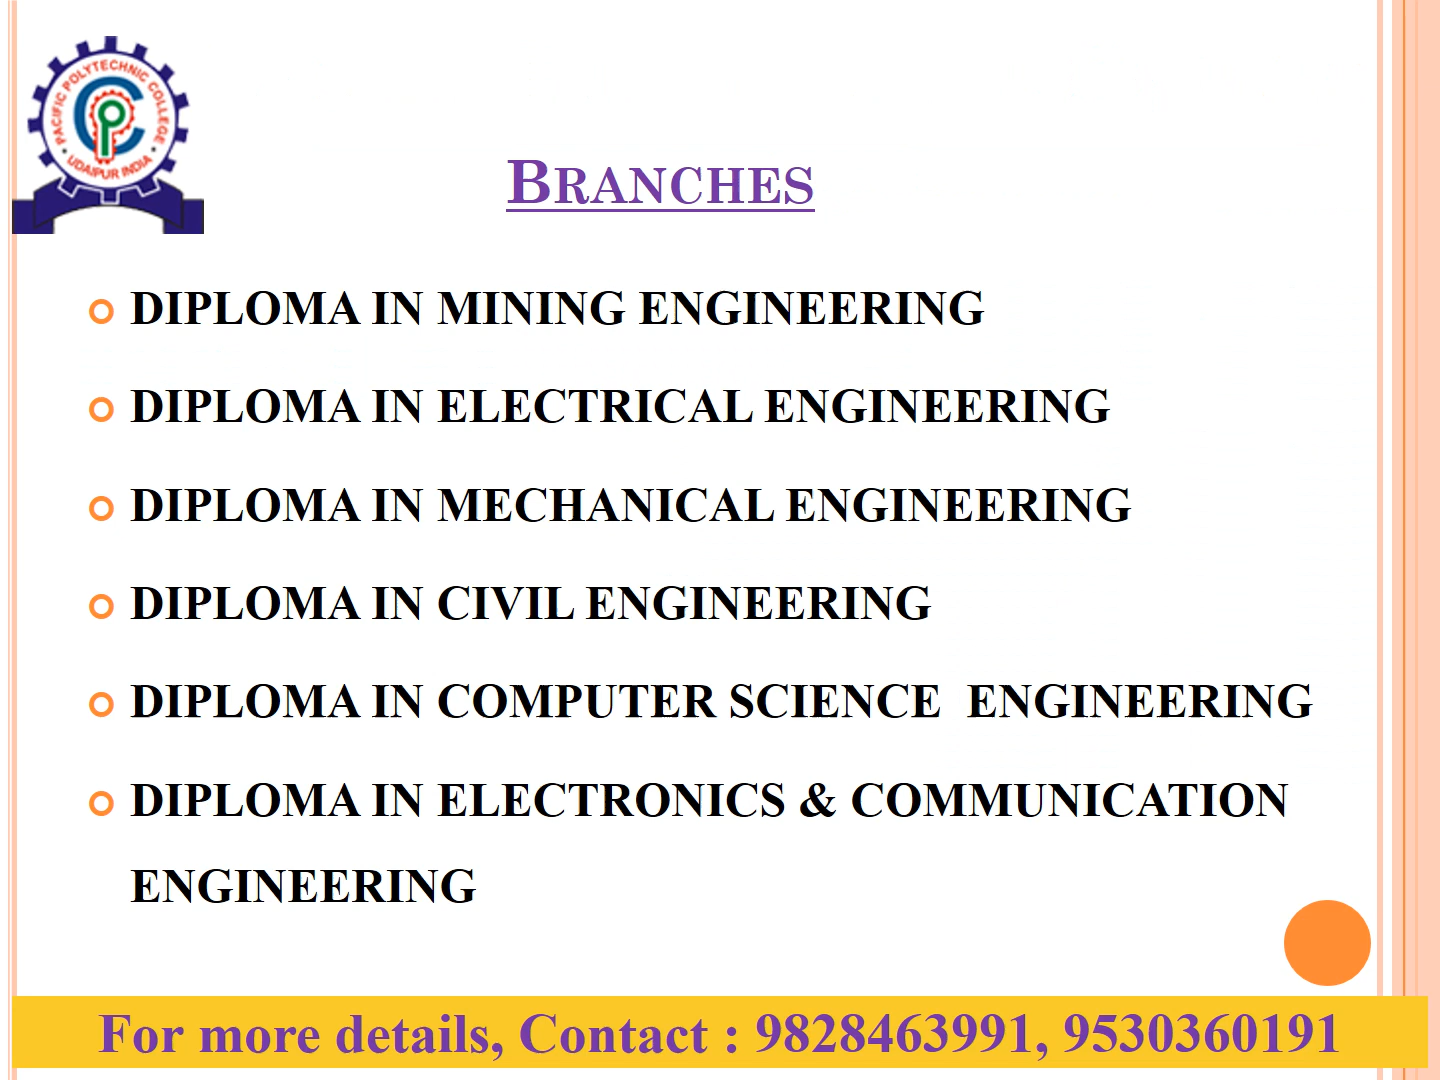 PACIFIC POLYTECHNIC COLLEGE
UDAIPUR INDIA
BRANCHES
DIPLOMA IN MINING ENGINEERING
DIPLOMA IN ELECTRICAL ENGINEERING
DIPLOMA IN MECHANICAL ENGINEERING
DIPLOMA IN CIVIL ENGINEERING
DIPLOMA IN COMPUTER SCIENCE  ENGINEERING
DIPLOMA IN ELECTRONICS & COMMUNICATION
ENGINEERING
For more details, Contact : 9828463991, 9530360191